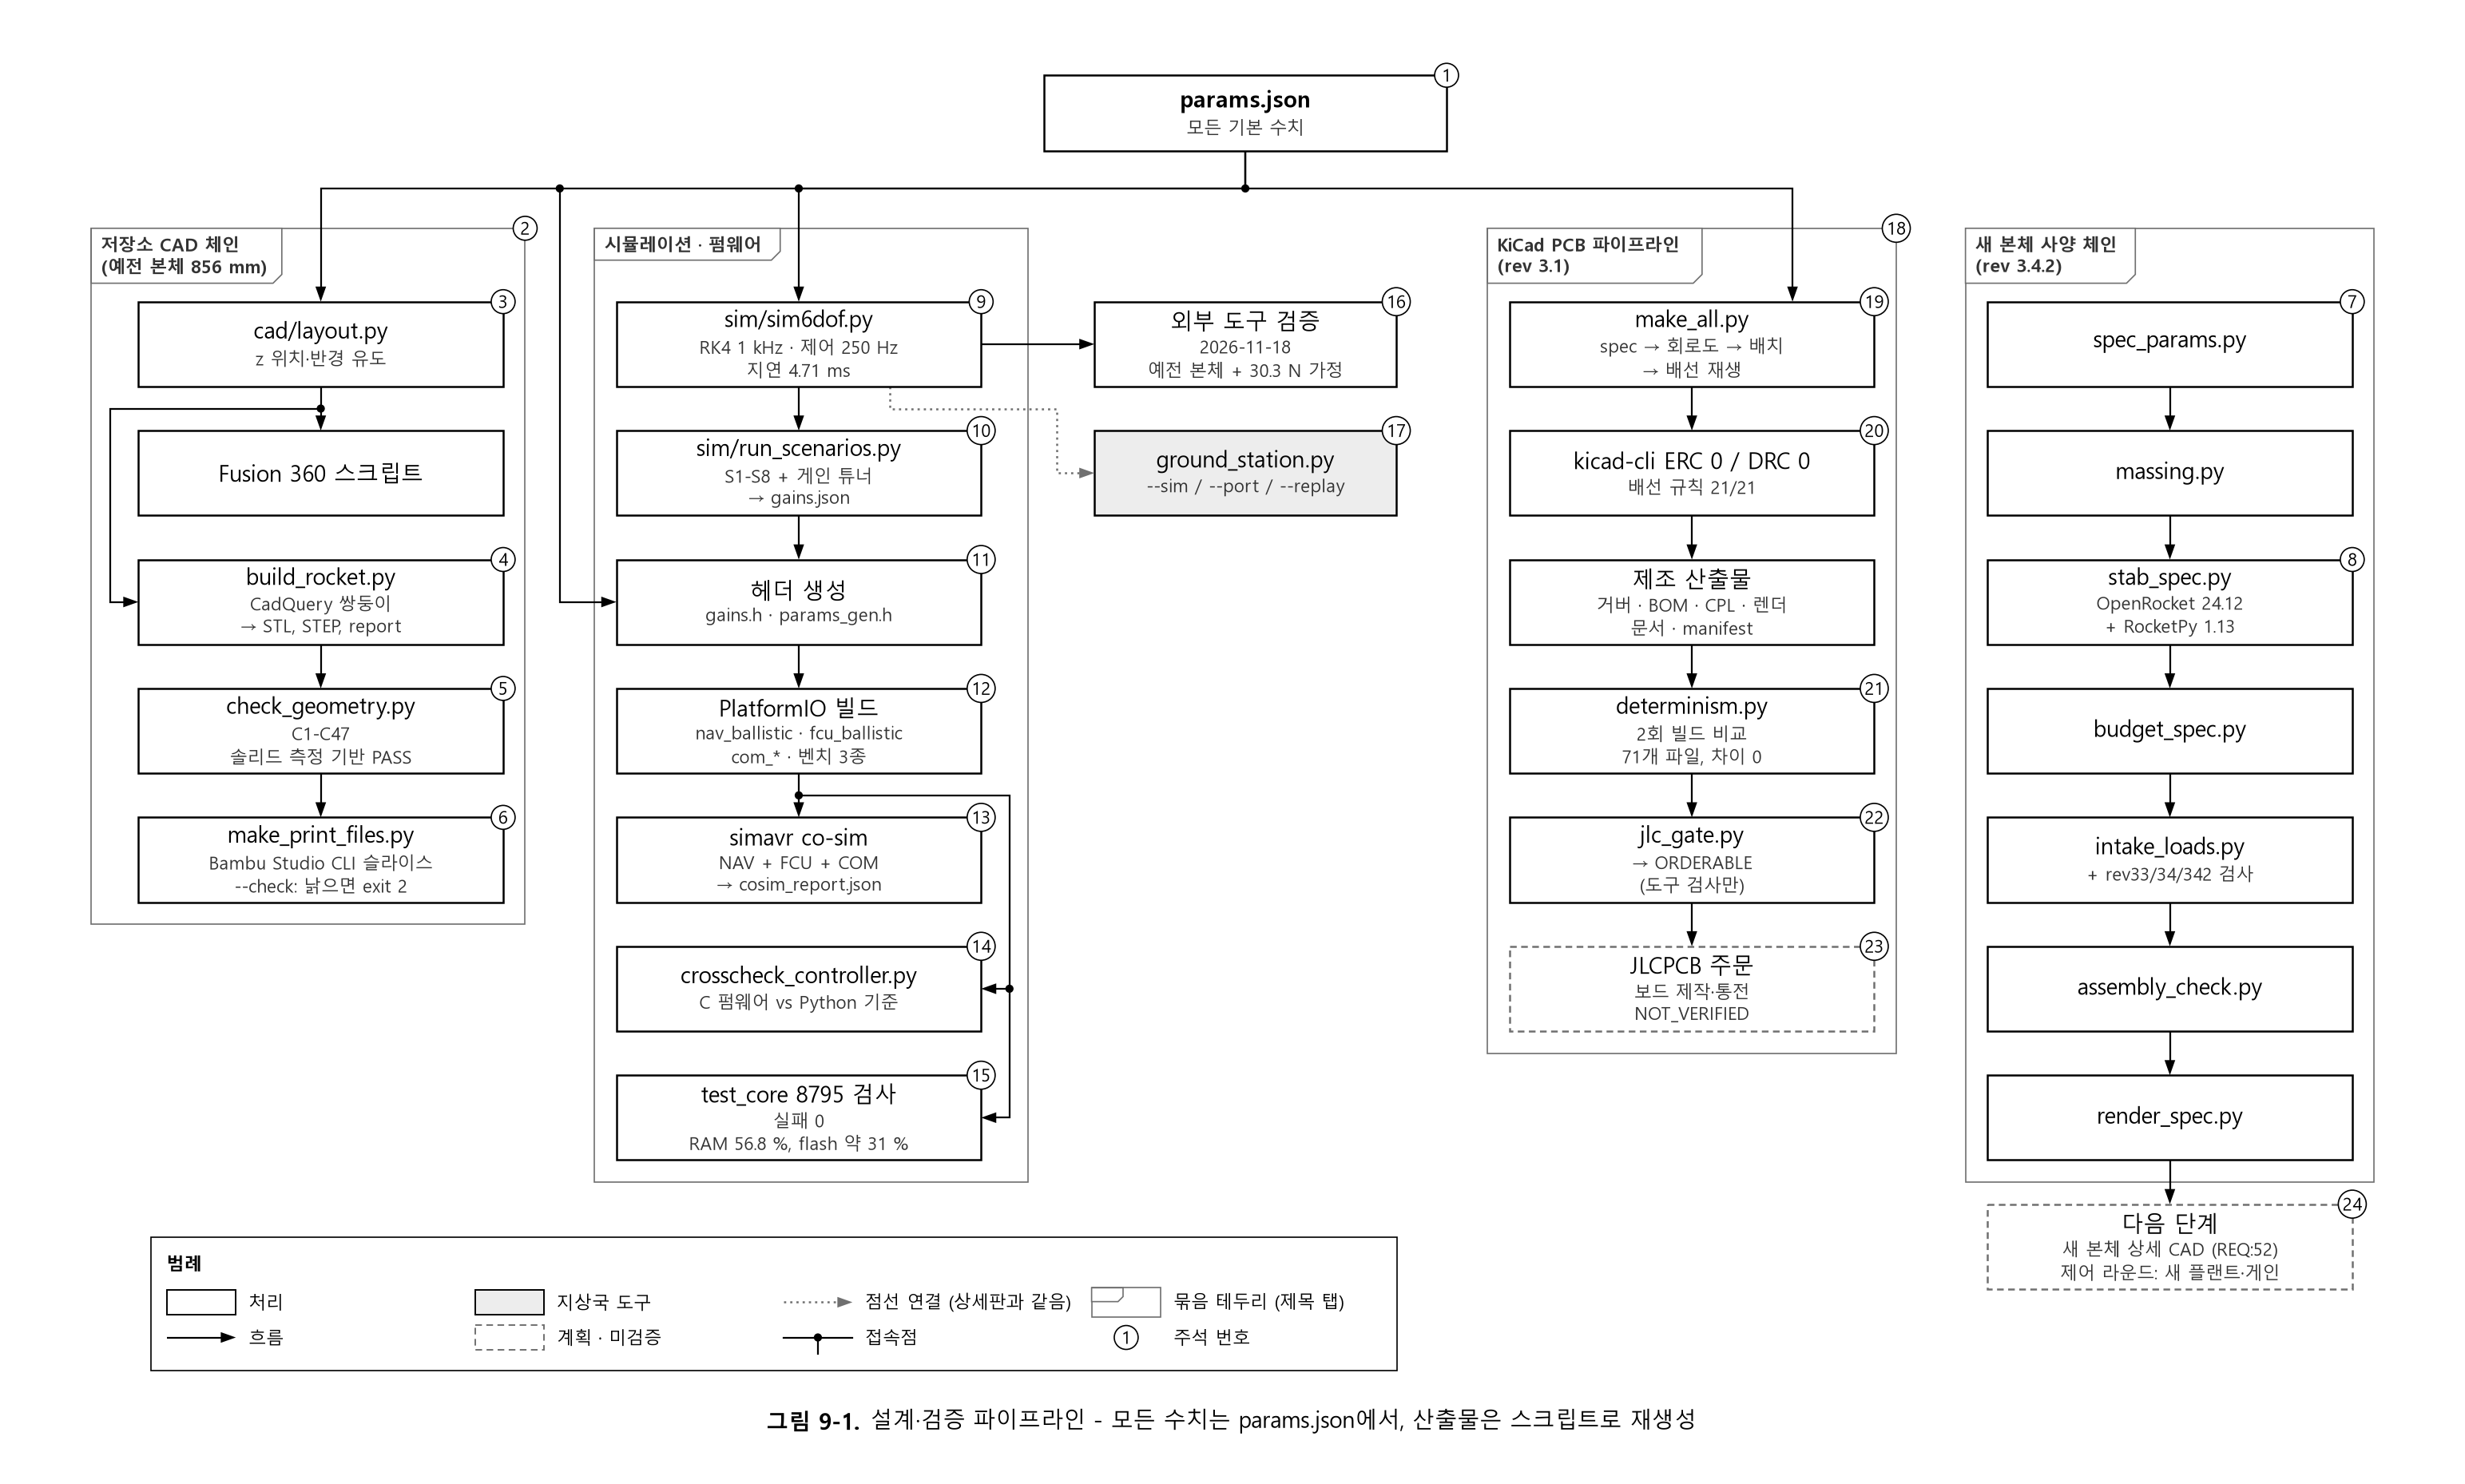 1
params.json
모든 기본 수치
2
저장소 CAD 체인
(예전 본체 856 mm)
3
cad/layout.py
z 위치·반경 유도
Fusion 360 스크립트
4
build_rocket.py
CadQuery 쌍둥이
→ STL, STEP, report
5
check_geometry.py
C1-C47
솔리드 측정 기반 PASS
6
make_print_files.py
Bambu Studio CLI 슬라이스
--check: 낡으면 exit 2
시뮬레이션 · 펌웨어
9
sim/sim6dof.py
RK4 1 kHz · 제어 250 Hz
지연 4.71 ms
10
sim/run_scenarios.py
S1-S8 + 게인 튜너
→ gains.json
11
헤더 생성
gains.h · params_gen.h
12
PlatformIO 빌드
nav_ballistic · fcu_ballistic
com_* · 벤치 3종
13
simavr co-sim
NAV + FCU + COM
→ cosim_report.json
14
crosscheck_controller.py
C 펌웨어 vs Python 기준
15
test_core 8795 검사
실패 0
RAM 56.8 %, flash 약 31 %
16
외부 도구 검증
2026-11-18
예전 본체 + 30.3 N 가정
17
ground_station.py
--sim / --port / --replay
18
KiCad PCB 파이프라인
(rev 3.1)
19
make_all.py
spec → 회로도 → 배치
→ 배선 재생
20
kicad-cli ERC 0 / DRC 0
배선 규칙 21/21
제조 산출물
거버 · BOM · CPL · 렌더
문서 · manifest
21
determinism.py
2회 빌드 비교
71개 파일, 차이 0
22
jlc_gate.py
→ ORDERABLE
(도구 검사만)
23
JLCPCB 주문
보드 제작·통전
NOT_VERIFIED
새 본체 사양 체인
(rev 3.4.2)
7
spec_params.py
massing.py
8
stab_spec.py
OpenRocket 24.12
+ RocketPy 1.13
budget_spec.py
intake_loads.py
+ rev33/34/342 검사
assembly_check.py
render_spec.py
24
다음 단계
새 본체 상세 CAD (REQ:52)
제어 라운드: 새 플랜트·게인
범례
처리
지상국 도구
점선 연결 (상세판과 같음)
묶음 테두리 (제목 탭)
흐름
계획 · 미검증
접속점
1
주석 번호
그림 9-1. 설계·검증 파이프라인 - 모든 수치는 params.json에서, 산출물은 스크립트로 재생성